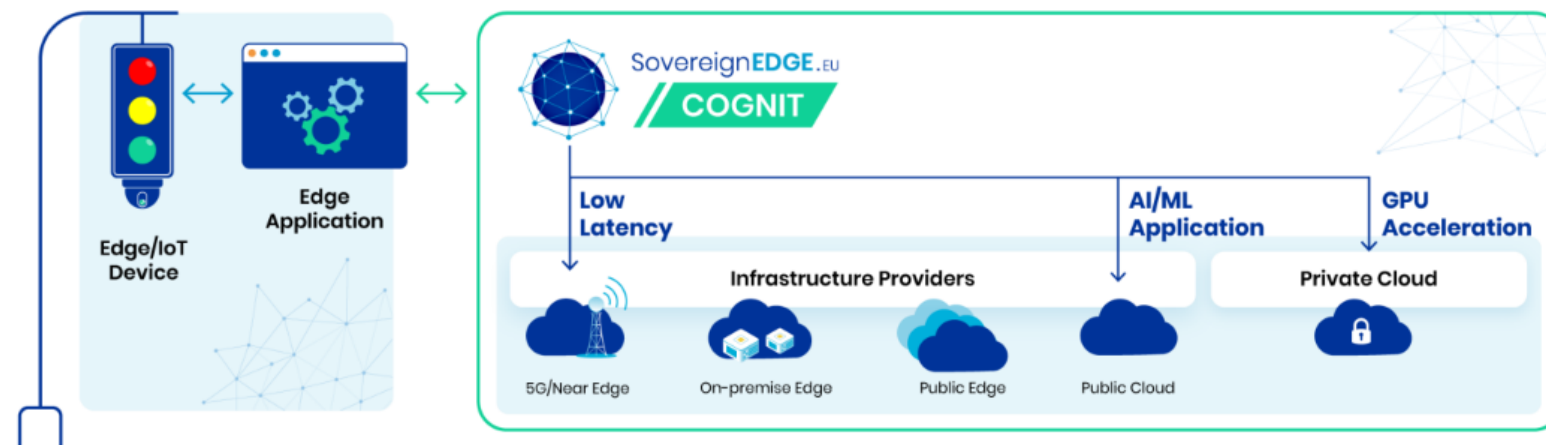 SovereignEDGE.EU
COGNIT
Edge
Application
Edge/IoT
Device
Low
Latency
AI/ML
Application
GPU
Acceleration
Infrastructure Providers
Private Cloud
5G/Near Edge
On-premise Edge
Public Edge
Public Cloud